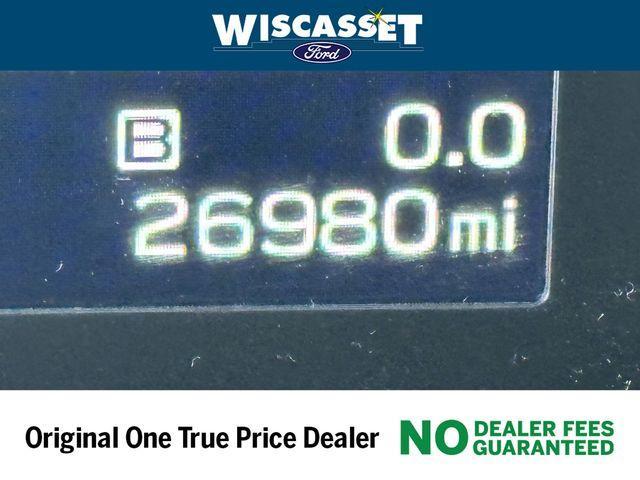 WISCASSET
Ford
B 0.0
26980mi
Original One True Price Dealer
NO DEALER FEES
GUARANTEED